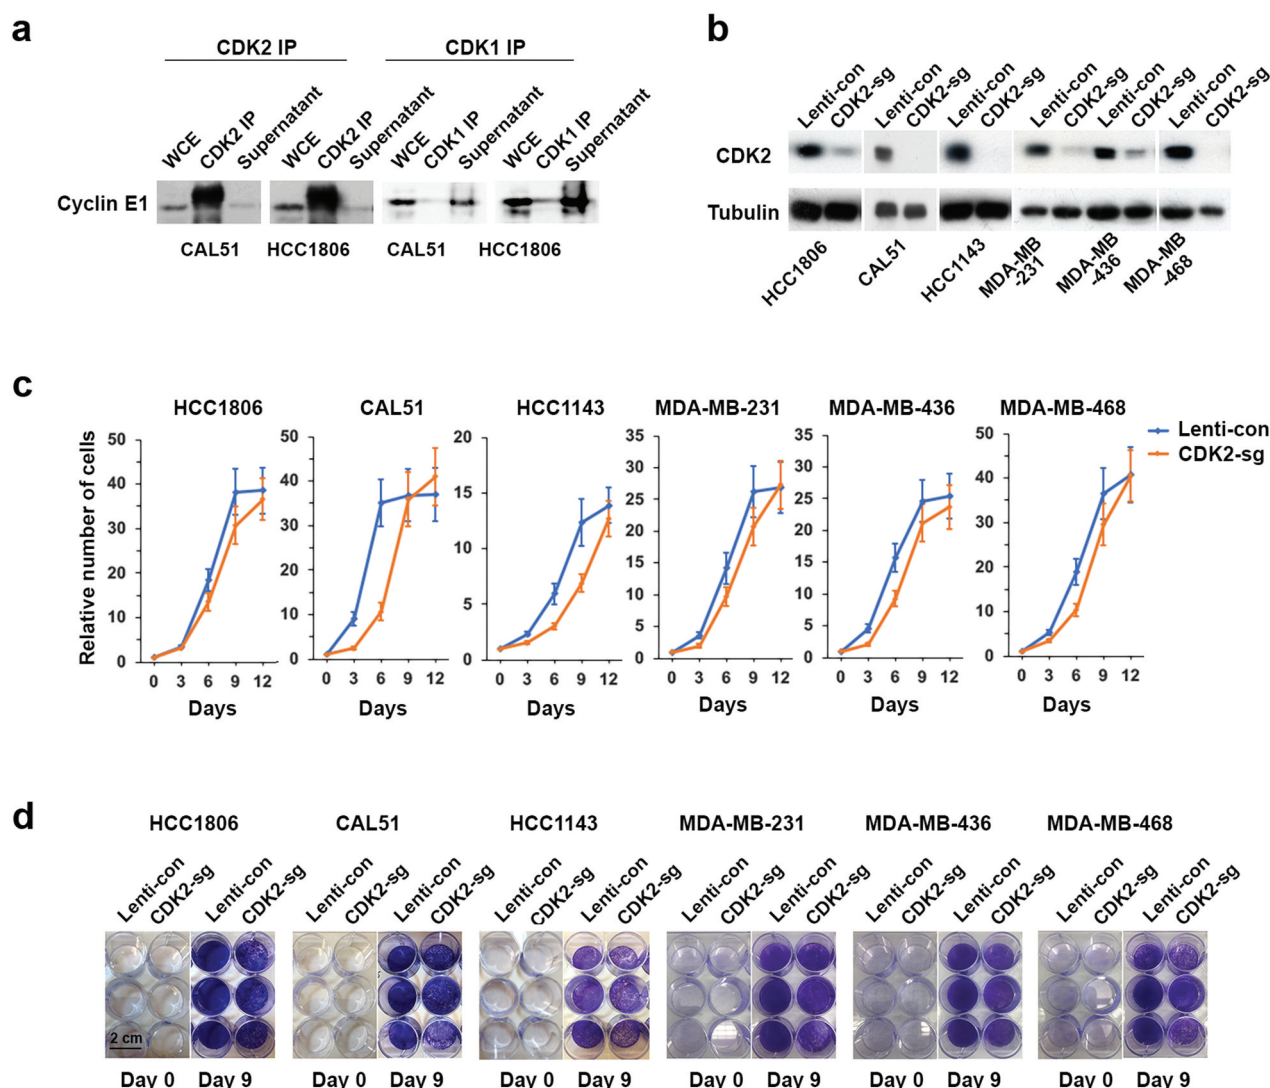 a
CDK2 IP
CDK1 IP
WCE
CDK2 IP
Supernatant
WCE
CDK2 IP
Supernatant
WCE
CDK1 IP
Supernatant
WCE
CDK1 IP
Supernatant
Cyclin E1
CAL51
HCC1806
CAL51
HCC1806
b
Lenti-con
CDK2-sg
Lenti-con
CDK2-sg
Lenti-con
CDK2-sg
Lenti-con
CDK2-sg
Lenti-con
CDK2-sg
Lenti-con
CDK2-sg
CDK2
Tubulin
HCC1806
CAL51
HCC1143
MDA-MB
-231
MDA-MB
-436
MDA-MB
-468
c
Relative number of cells
HCC1806
50
40
30
20
10
0
0 3 6 9 12
Days
CAL51
50
40
30
20
10
0
0 3 6 9 12
Days
HCC1143
20
15
10
5
0
0 3 6 9 12
Days
MDA-MB-231
35
30
25
20
15
10
5
0
0 3 6 9 12
Days
MDA-MB-436
35
30
25
20
15
10
5
0
0 3 6 9 12
Days
MDA-MB-468
50
40
30
20
10
0
0 3 6 9 12
Days
Lenti-con
CDK2-sg
d
HCC1806
CAL51
HCC1143
MDA-MB-231
MDA-MB-436
MDA-MB-468
Lenti-con
CDK2-sg
Lenti-con
CDK2-sg
Lenti-con
CDK2-sg
Lenti-con
CDK2-sg
Lenti-con
CDK2-sg
Lenti-con
CDK2-sg
Lenti-con
CDK2-sg
Lenti-con
CDK2-sg
Lenti-con
CDK2-sg
Lenti-con
CDK2-sg
Lenti-con
CDK2-sg
Lenti-con
CDK2-sg
2 cm
Day 0 Day 9
Day 0 Day 9
Day 0 Day 9
Day 0 Day 9
Day 0 Day 9
Day 0 Day 9